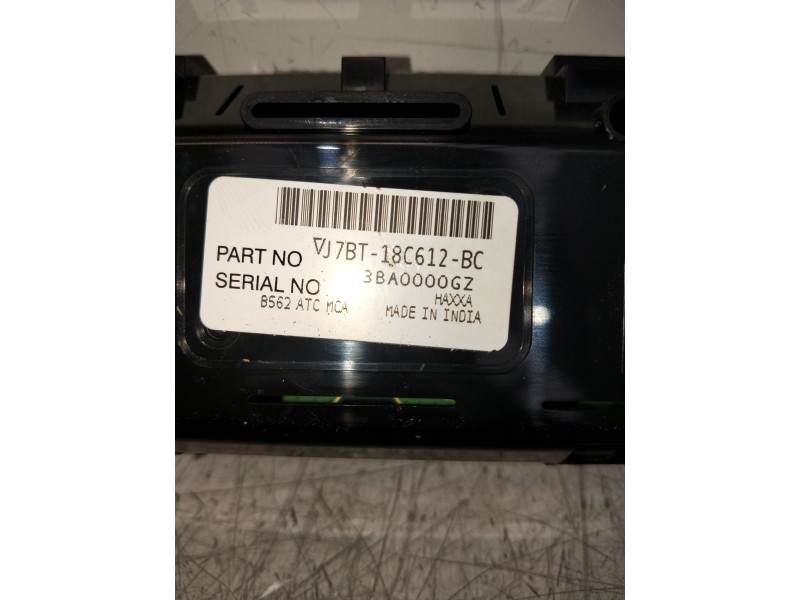 PART NO ∇J7BT-18C612-BC
SERIAL NO 3BA0000GZ
HAXXA
B562 ATC MCA MADE IN INDIA